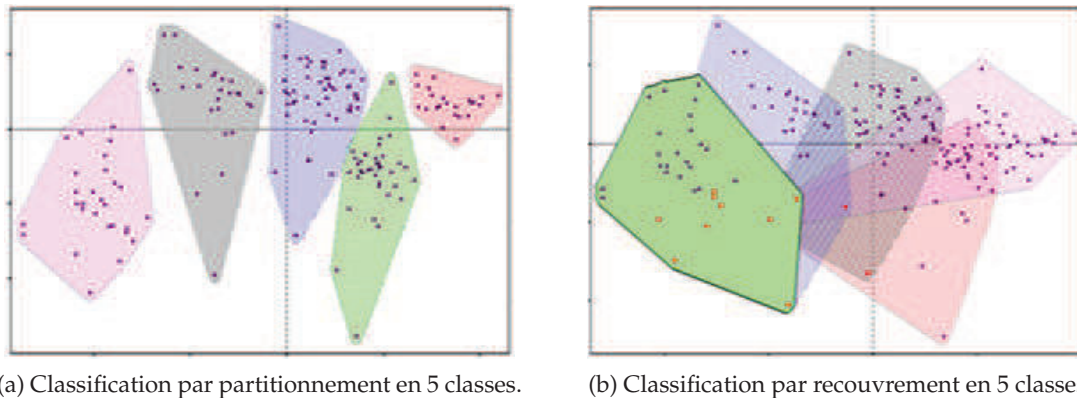 (a) Classification par partitionnement en 5 classes.
(b) Classification par recouvrement en 5 classe